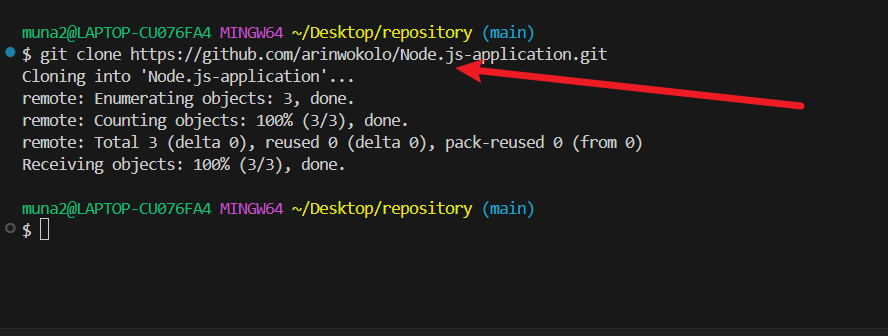 muna2@LAPTOP-CU076FA4 MINGW64 ~/Desktop/repository (main)
$ git clone https://github.com/arinwokolo/Node.js-application.git
Cloning into 'Node.js-application'...
remote: Enumerating objects: 3, done.
remote: Counting objects: 100% (3/3), done.
remote: Total 3 (delta 0), reused 0 (delta 0), pack-reused 0 (from 0)
Receiving objects: 100% (3/3), done.
muna2@LAPTOP-CU076FA4 MINGW64 ~/Desktop/repository (main)
$